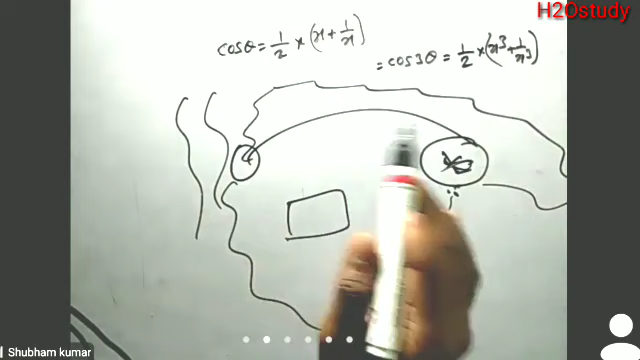 H2Ostudy
cosθ = 1/2 × (x + 1/x)
= cos3θ = 1/2 × (x³ + 1/x³)
Shubham kumar